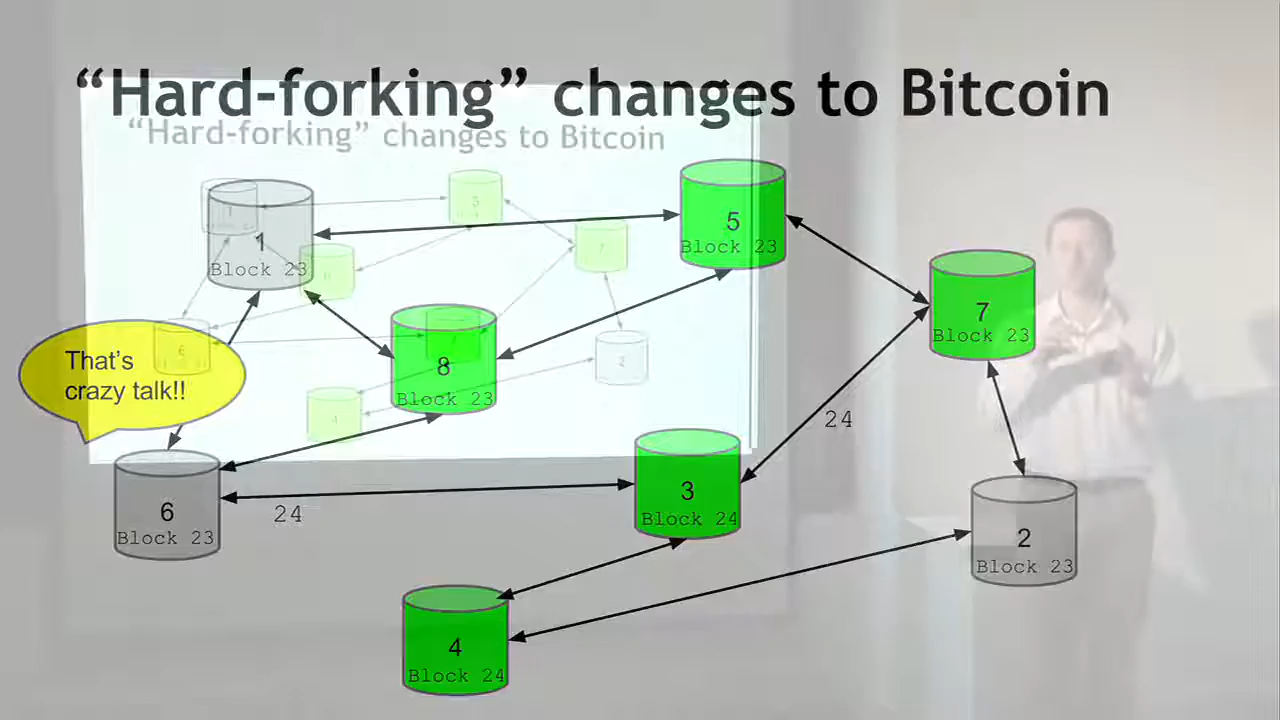 “Hard-forking” changes to Bitcoin
“Hard-forking” changes to Bitcoin
1
Block 23
5
Block 23
7
Block 23
8
Block 23
That’s
crazy talk!!
24
6
Block 23
24
3
Block 24
2
Block 23
4
Block 24